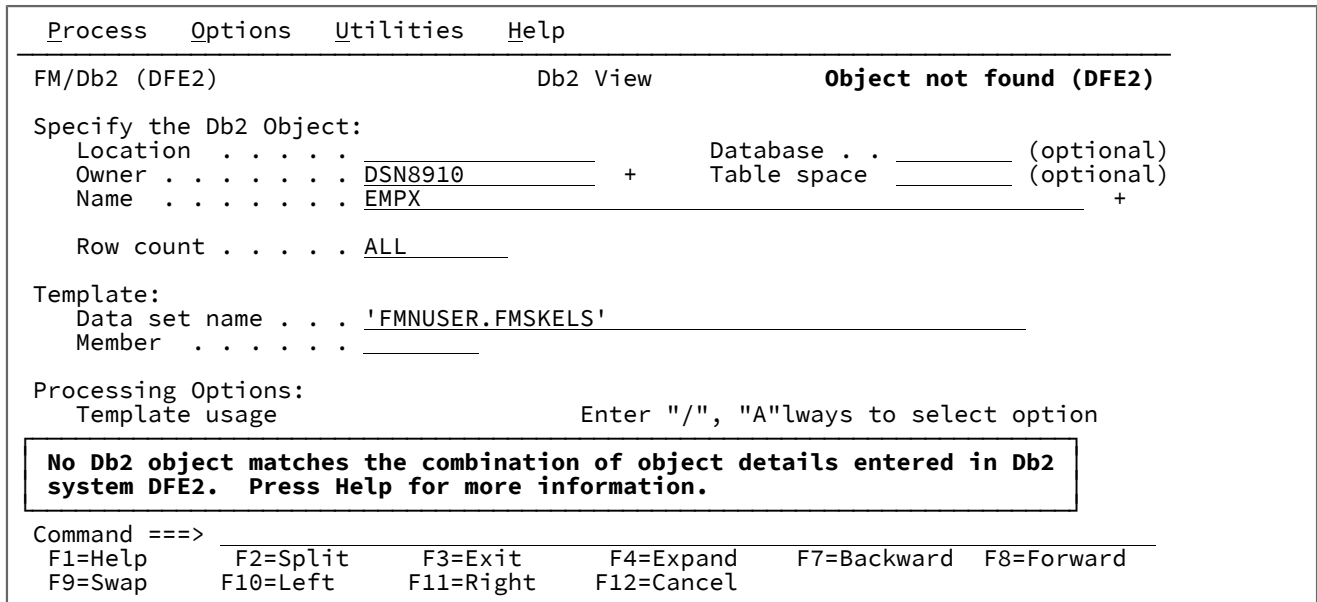 Process   Options   Utilities   Help
FM/Db2 (DFE2)                      Db2 View            Object not found (DFE2)
Specify the Db2 Object:
Location  . . . . .                         Database . .          (optional)
Owner . . . . . . . DSN8910           +     Table space           (optional)
Name  . . . . . . . EMPX                                                +
Row count . . . . . ALL
Template:
Data set name . . . 'FMNUSER.FMSKELS'
Member  . . . . . .
Processing Options:
Template usage                     Enter "/", "A"lways to select option
No Db2 object matches the combination of object details entered in Db2
system DFE2.  Press Help for more information.
Command ===>
F1=Help      F2=Split     F3=Exit      F4=Expand    F7=Backward  F8=Forward
F9=Swap     F10=Left     F11=Right    F12=Cancel